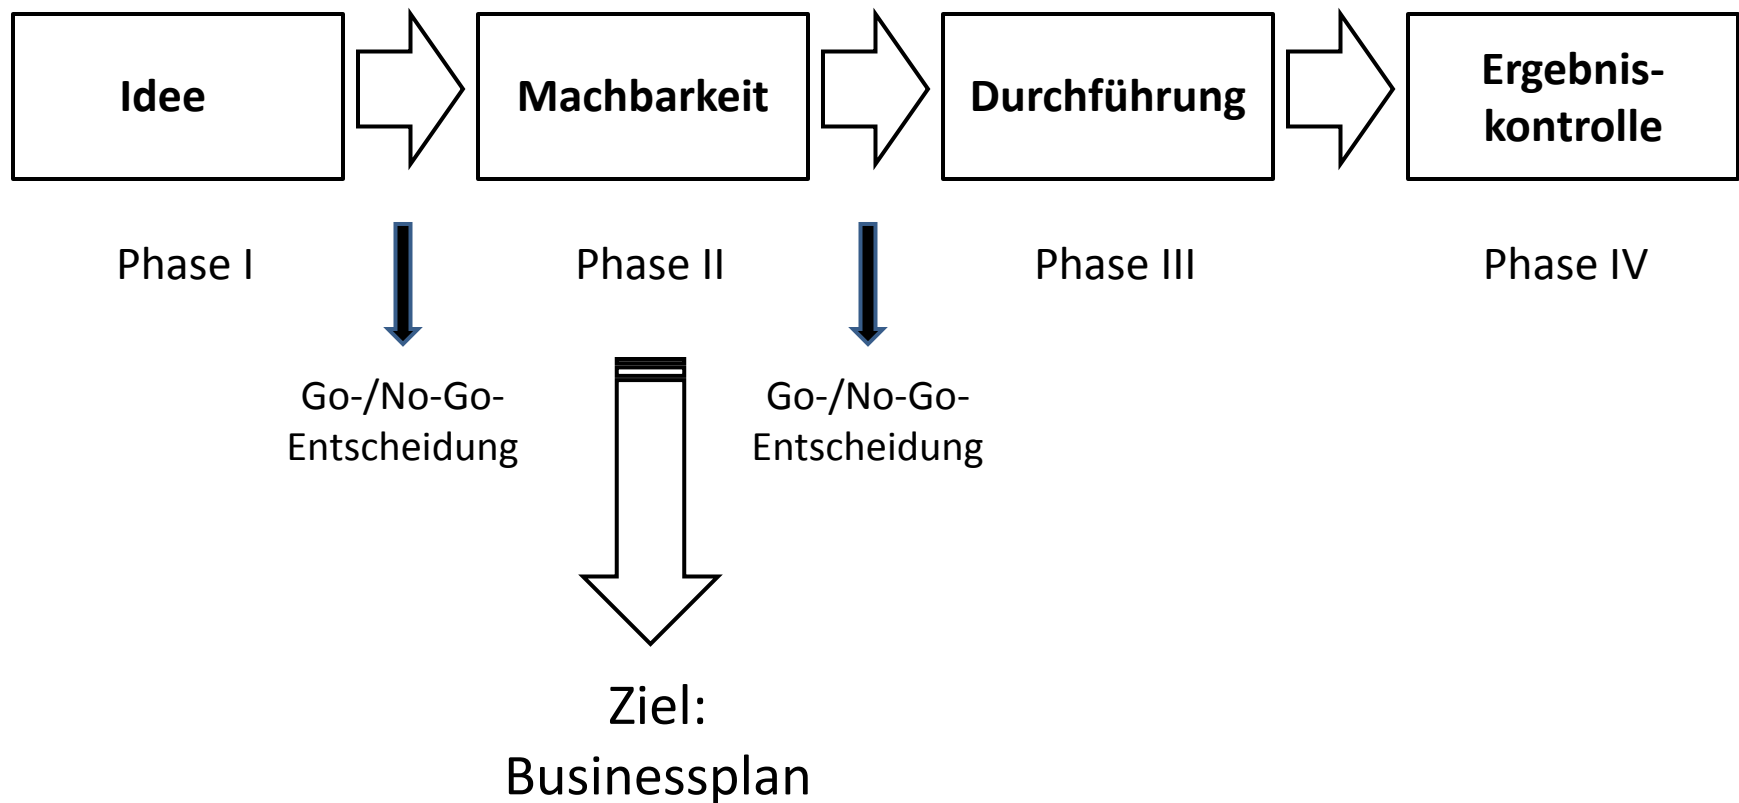 Idee
Machbarkeit
Durchführung
Ergebnis-
kontrolle
Phase I
Phase II
Phase III
Phase IV
Go-/No-Go-
Entscheidung
Go-/No-Go-
Entscheidung
Ziel:
Businessplan